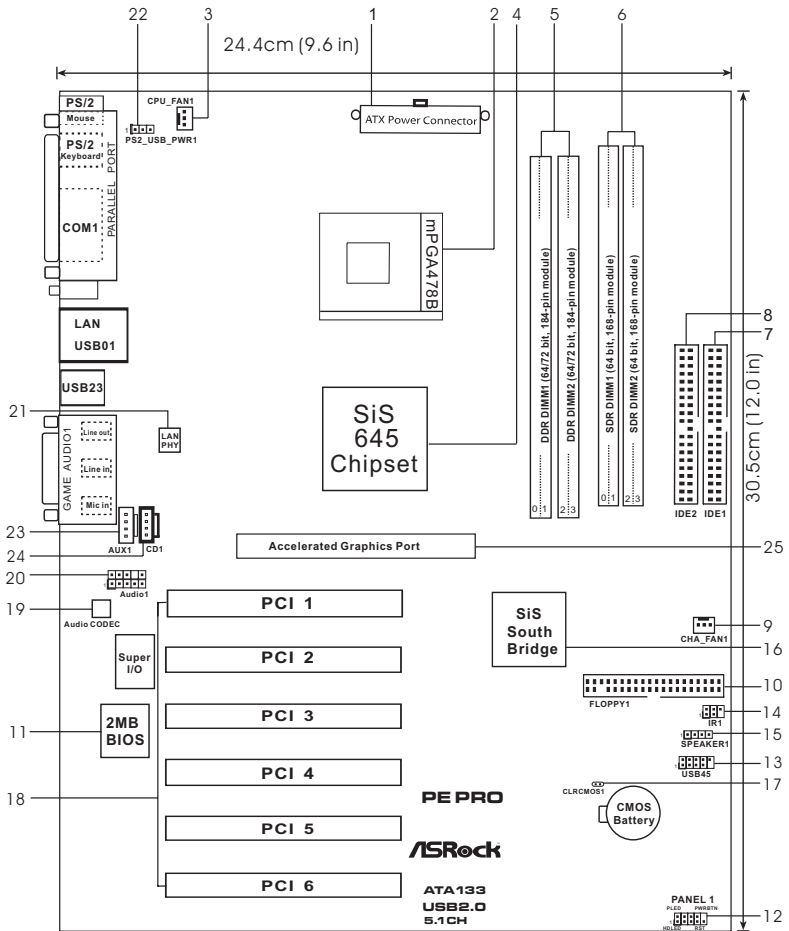 22 3 1 2 4 5 6
24.4cm (9.6 in)
PS/2
Mouse
CPU_FAN1
1
PS2_USB_PWR1
ATX Power Connector
PS/2
Keyboard
PARALLEL PORT
COM1
mPGA478B
DDR DIMM1 (64/72 bit, 184-pin module)
DDR DIMM2 (64/72 bit, 184-pin module)
SDR DIMM1 (64 bit, 168-pin module)
SDR DIMM2 (64 bit, 168-pin module)
0 1
2 3
0 1
2 3
8
7
30.5cm (12.0 in)
IDE2 IDE1
LAN
USB01
USB23
21
LAN
PHY
SiS
645
Chipset
GAME AUDIO1
Line out
Line in
Mic in
23
AUX1
CD1
24
Accelerated Graphics Port
25
20
1
Audio1
19
Audio CODEC
PCI 1
SiS
South
Bridge
9
CHA_FAN1
16
Super
I/O
PCI 2
10
FLOPPY1
14
1
IR1
11
2MB
BIOS
PCI 3
15
1
SPEAKER1
13
1
USB45
17
CLRCMOS1
18
PCI 4
PE PRO
CMOS
Battery
PCI 5
ASRock
PCI 6
ATA133
USB2.0
5.1CH
PANEL 1
PLED PWRBTN
12
1
HDLED RST